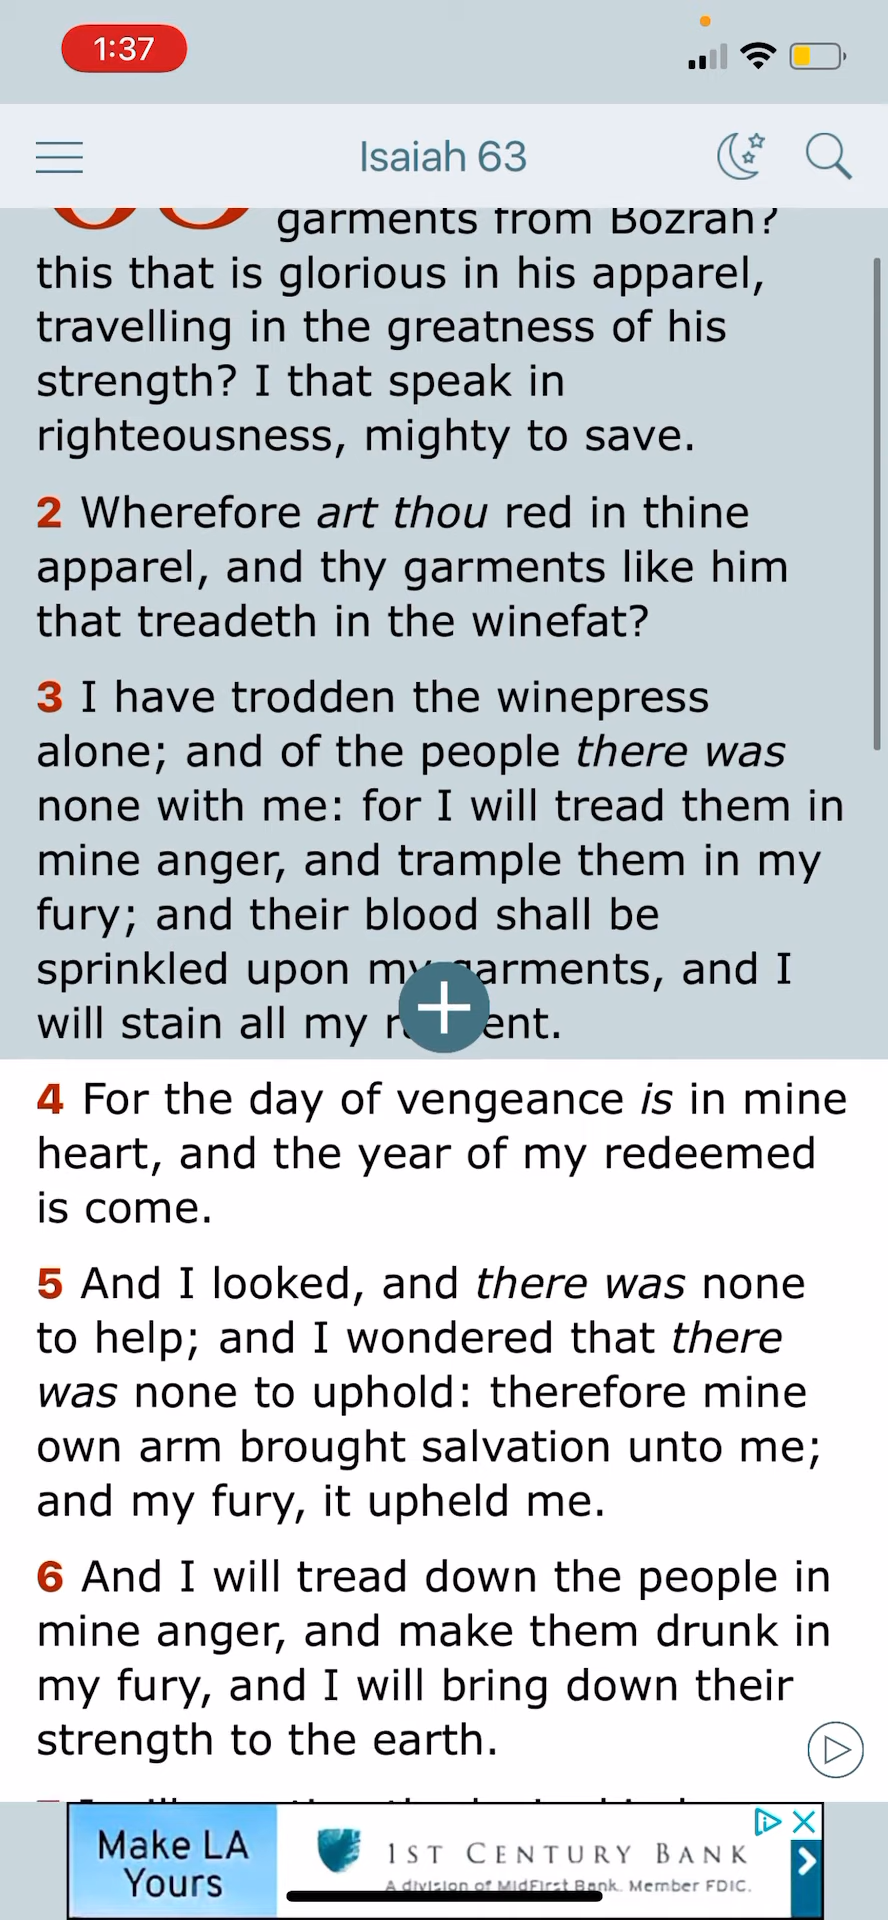 1:37
Isaiah 63
garments from Bozrah?
this that is glorious in his apparel,
travelling in the greatness of his
strength? I that speak in
righteousness, mighty to save.
2 Wherefore art thou red in thine
apparel, and thy garments like him
that treadeth in the winefat?
3 I have trodden the winepress
alone; and of the people there was
none with me: for I will tread them in
mine anger, and trample them in my
fury; and their blood shall be
sprinkled upon my garments, and I
will stain all my
4 For the day of vengeance is in mine
heart, and the year of my redeemed
is come.
5 And I looked, and there was none
to help; and I wondered that there
was none to uphold: therefore mine
own arm brought salvation unto me;
and my fury, it upheld me.
6 And I will tread down the people in
mine anger, and make them drunk in
my fury, and I will bring down their
strength to the earth.
Make LA
Yours
1ST CENTURY BANK
A division of MidFirst Bank. Member FDIC.